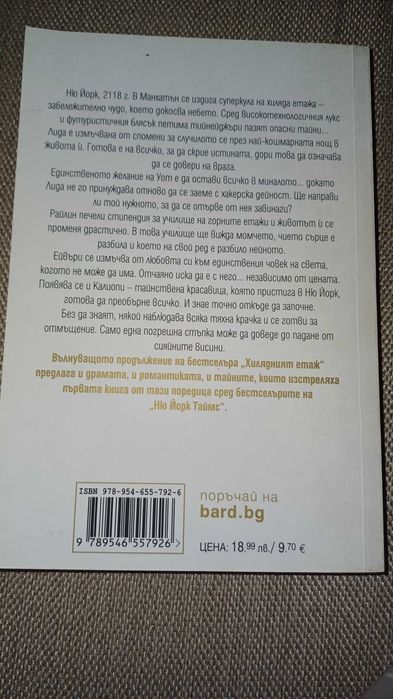 Ню Йорк, 2118 г. В Манхатън се издига суперкула на хиляда етажа –
забележително чудо, което докосва небето. Сред високотехнологичния лукс
и футуристичния блясък петима тийнейджъри пазят опасни тайни...
Лида е измъчвана от спомени за случилото се през най-кошмарната нощ в
живота ѝ. Готова е на всичко, за да скрие истината, дори това да означава
да се довери на врага.
Единственото желание на Уот е да остави всичко в миналото... докато
Лида не го принуждава отново да се заеме с хакерска дейност. Ще направи
ли той нужното, за да се отърве от нея завинаги?
Райлин печели стипендия за училище на горните етажи и животът ѝ се
променя драстично. В това училище ще вижда момчето, чието сърце е
разбила и което на свой ред е разбило нейното.
Ейвъри се измъчва от любовта си към единствения човек на света,
когото не може да има. Отчаяно иска да е с него... независимо от цената.
Появява се и Калиопи – тайнствена красавица, която пристига в Ню Йорк,
готова да преобърне всичко. И знае точно откъде да започне.
Без да знаят, някой наблюдава всяка тяхна крачка и се готви за
отмъщение. Само една погрешна стъпка може да доведе до падане от
сияйните висини.
Вълнуващото продължение на бестселъра „Хилядният етаж“
предлага и драмата, и романтиката, и тайните, които изстреляха
първата книга от тази поредица сред бестселърите на
„Ню Йорк Таймс“.
ISBN 978-954-655-792-6
9 789546 557926
поръчай на
bard.bg
ЦЕНА: 18.99 лв./ 9.70 €